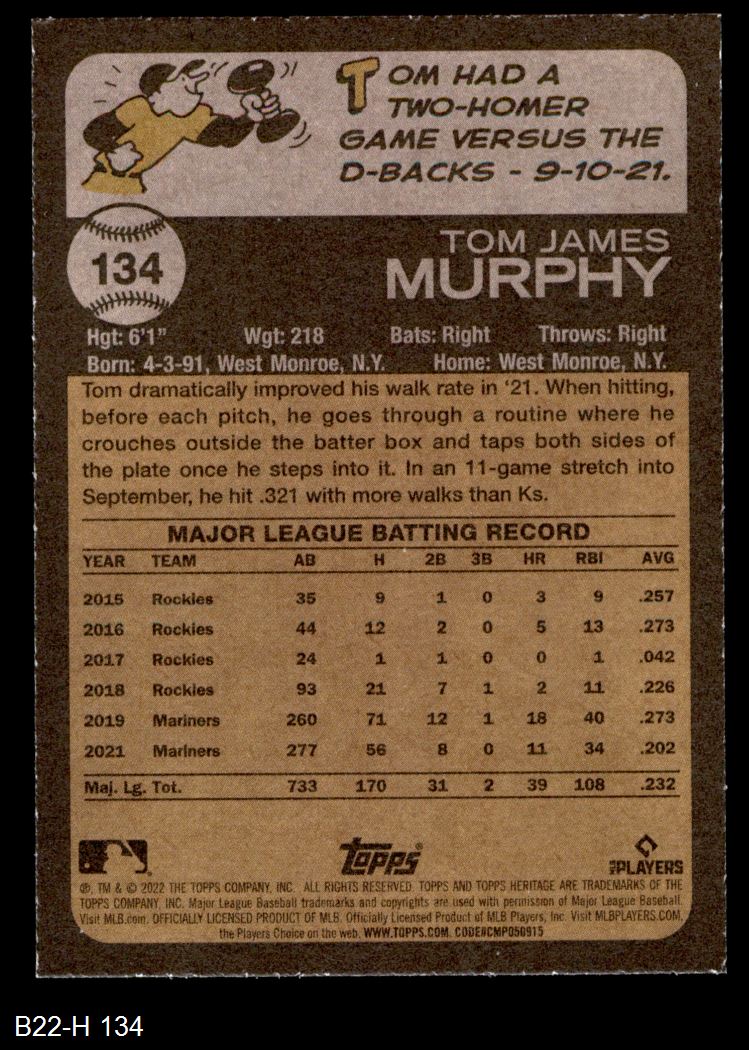 TOM HAD A
TWO-HOMER
GAME VERSUS THE
D-BACKS - 9-10-21.
134
TOM JAMES
MURPHY
Hgt: 6'1" Wgt: 218 Bats: Right Throws: Right
Born: 4-3-91, West Monroe, N.Y. Home: West Monroe, N.Y.
Tom dramatically improved his walk rate in '21. When hitting,
before each pitch, he goes through a routine where he
crouches outside the batter box and taps both sides of
the plate once he steps into it. In an 11-game stretch into
September, he hit .321 with more walks than Ks.
MAJOR LEAGUE BATTING RECORD
YEAR TEAM AB H 2B 3B HR RBI AVG
2015 Rockies 35 9 1 0 3 9 .257
2016 Rockies 44 12 2 0 5 13 .273
2017 Rockies 24 1 1 0 0 1 .042
2018 Rockies 93 21 7 1 2 11 .226
2019 Mariners 260 71 12 1 18 40 .273
2021 Mariners 277 56 8 0 11 34 .202
Maj. Lg. Tot. 733 170 31 2 39 108 .232
Topps
MLB PLAYERS
®, TM & © 2022 THE TOPPS COMPANY, INC. ALL RIGHTS RESERVED. TOPPS AND TOPPS HERITAGE ARE TRADEMARKS OF THE
TOPPS COMPANY, INC. Major League Baseball trademarks and copyrights are used with permission of Major League Baseball.
Visit MLB.com. OFFICIALLY LICENSED PRODUCT OF MLB. Officially Licensed Product of MLB Players, Inc. Visit MLBPLAYERS.COM,
the Players Choice on the web. WWW.TOPPS.COM. CODE#CMP050915
B22-H 134